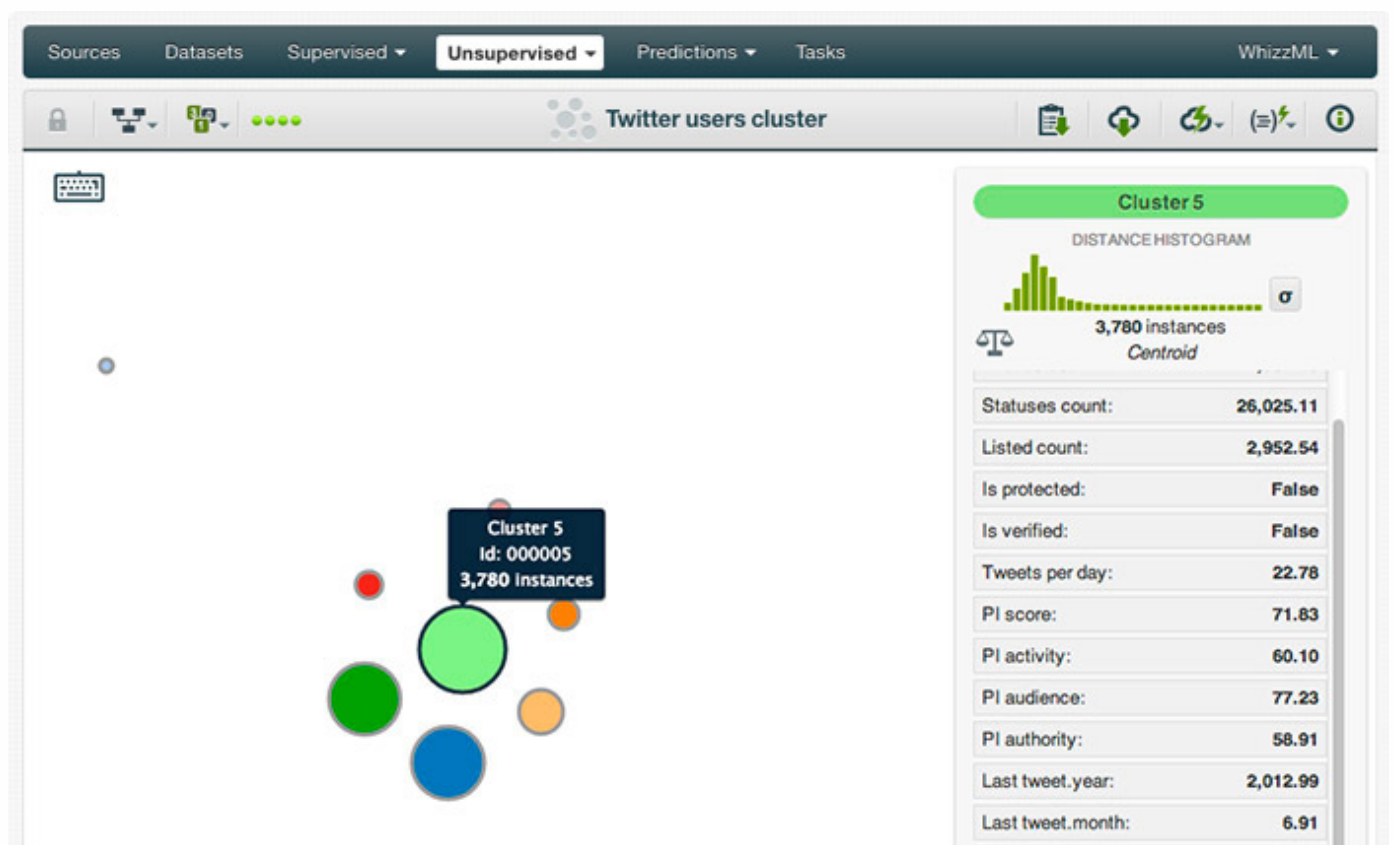 Sources Datasets Supervised Unsupervised Predictions Tasks WhizzML
Twitter users cluster
Cluster 5
DISTANCE HISTOGRAM
σ
3,780 instances
Centroid
Statuses count: 26,025.11
Listed count: 2,952.54
Is protected: False
Is verified: False
Tweets per day: 22.78
PI score: 71.83
PI activity: 60.10
PI audience: 77.23
PI authority: 58.91
Last tweet.year: 2,012.99
Last tweet.month: 6.91
Cluster 5
Id: 000005
3,780 instances